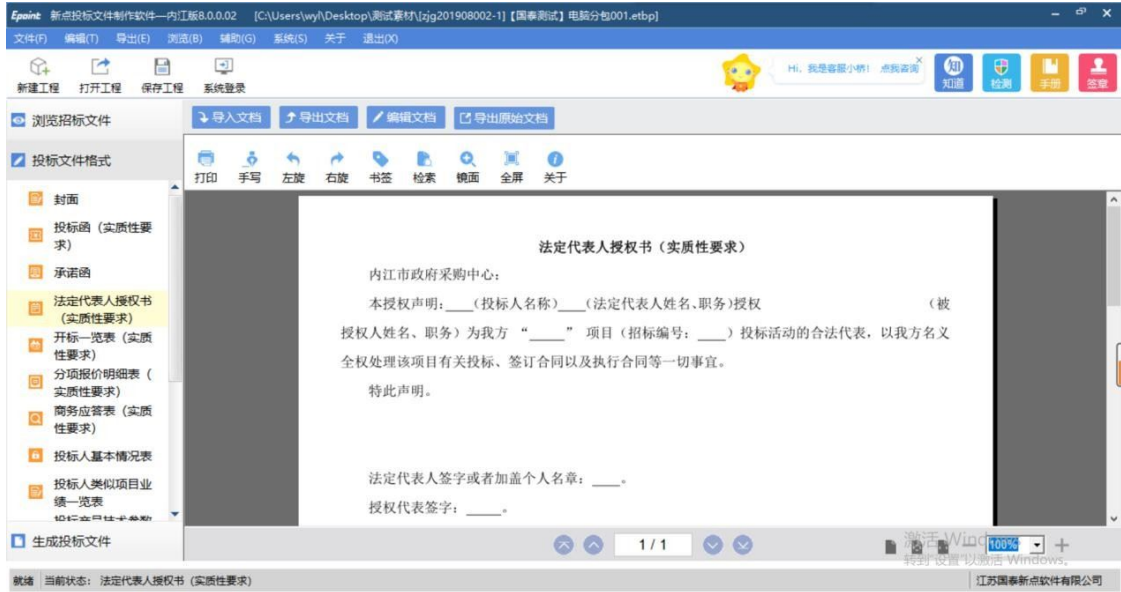 Epoint 新点投标文件制作软件—内江版8.0.0.02 [C:\Users\wyl\Desktop\测试素材\[zjg201908002-1]【国泰测试】电脑分包001.etbp]
文件(F) 编辑(T) 导出(E) 浏览(B) 辅助(G) 系统(S) 关于 退出(X)
新建工程 打开工程 保存工程 系统登录
Hi，我是客服小桥！ 点我咨询
知道 检测 手册 签章
浏览招标文件
导入文档 导出文档 编辑文档 导出原始文档
投标文件格式
打印 手写 左旋 右旋 书签 检索 镜面 全屏 关于
封面
投标函（实质性要
求）
承诺函
法定代表人授权书
（实质性要求）
开标一览表（实质
性要求）
分项报价明细表（
实质性要求）
商务应答表（实质
性要求）
投标人基本情况表
投标人类似项目业
绩一览表
投标产品技术参数
生成投标文件
法定代表人授权书（实质性要求）
内江市政府采购中心：
本授权声明：____（投标人名称）____（法定代表人姓名、职务）授权 （被
授权人姓名、职务）为我方 “_____” 项目（招标编号：____）投标活动的合法代表，以我方名义
全权处理该项目有关投标、签订合同以及执行合同等一切事宜。
特此声明。
法定代表人签字或者加盖个人名章：____。
授权代表签字：_____。
1 / 1
100%
激活 Windows
转到"设置"以激活 Windows。
就绪 当前状态：法定代表人授权书（实质性要求）
江苏国泰新点软件有限公司